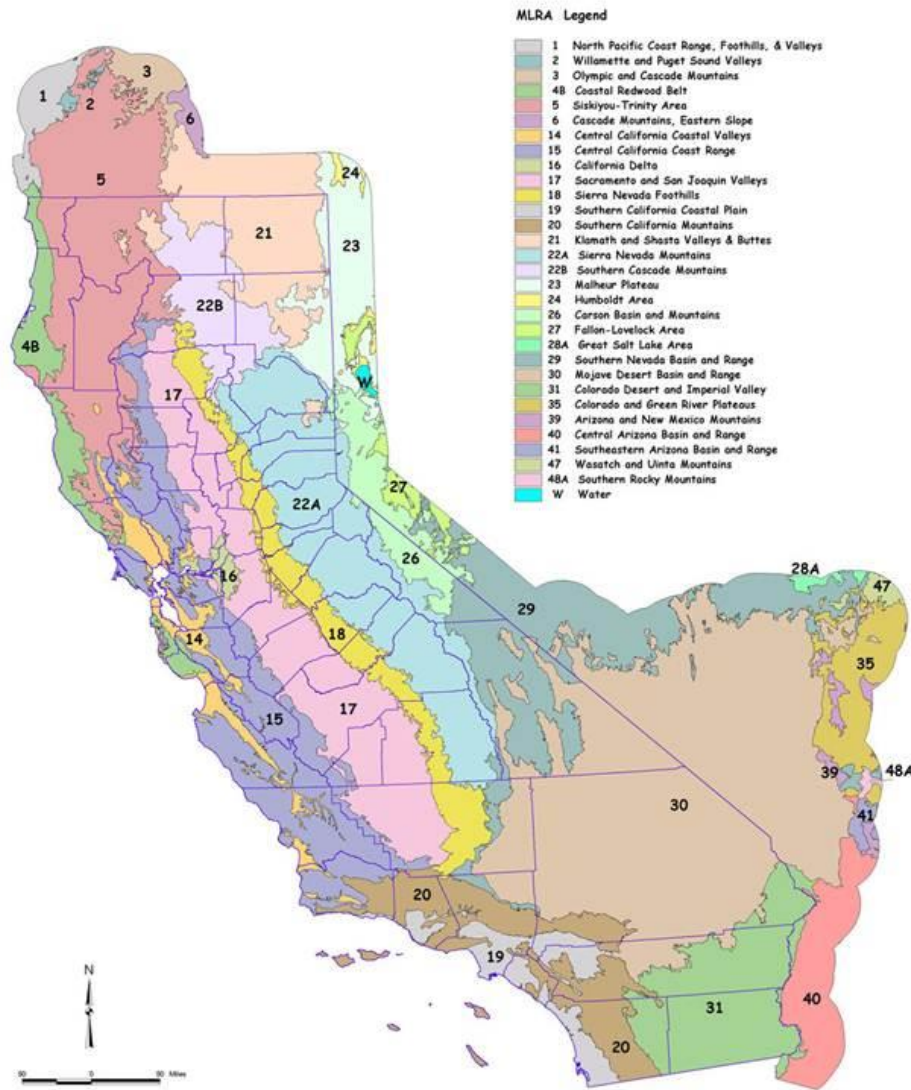 MLRA Legend
1 North Pacific Coast Range, Foothills, & Valleys
2 Willamette and Puget Sound Valleys
3 Olympic and Cascade Mountains
4B Coastal Redwood Belt
5 Siskiyou-Trinity Area
6 Cascade Mountains, Eastern Slope
14 Central California Coastal Valleys
15 Central California Coast Range
16 California Delta
17 Sacramento and San Joaquin Valleys
18 Sierra Nevada Foothills
19 Southern California Coastal Plain
20 Southern California Mountains
21 Klamath and Shasta Valleys & Buttes
22A Sierra Nevada Mountains
22B Southern Cascade Mountains
23 Malheur Plateau
24 Humboldt Area
26 Carson Basin and Mountains
27 Fallon-Lovelock Area
28A Great Salt Lake Area
29 Southern Nevada Basin and Range
30 Mojave Desert Basin and Range
31 Colorado Desert and Imperial Valley
35 Colorado and Green River Plateaus
39 Arizona and New Mexico Mountains
40 Central Arizona Basin and Range
41 Southeastern Arizona Basin and Range
47 Wasatch and Uinta Mountains
48A Southern Rocky Mountains
W Water
3
1
2
6
24
5
21
23
22B
4B
17
W
27
22A
28A
47
16
26
29
18
14
35
15
17
39
48A
30
41
20
19
31
40
20
N
90 0 90 Miles